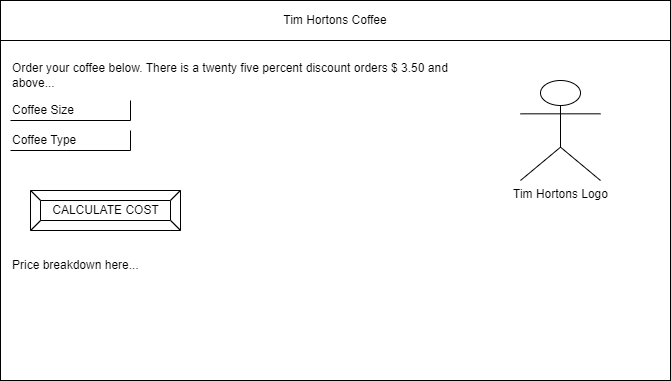 Tim Hortons Coffee
Order your coffee below. There is a twenty five percent discount orders $ 3.50 and
above...
Coffee Size
Coffee Type
Tim Hortons Logo
CALCULATE COST
Price breakdown here...